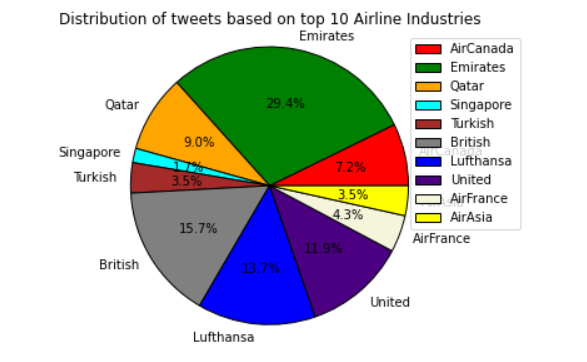 Distribution of tweets based on top 10 Airline Industries
Emirates
AirCanada
Emirates
Qatar
Singapore
Turkish
British
Lufthansa
United
AirFrance
AirAsia
AirCanada
Qatar
Singapore
Turkish
British
Lufthansa
United
AirFrance
29.4%
7.2%
9.0%
1.7%
3.5%
15.7%
13.7%
11.9%
4.3%
3.5%